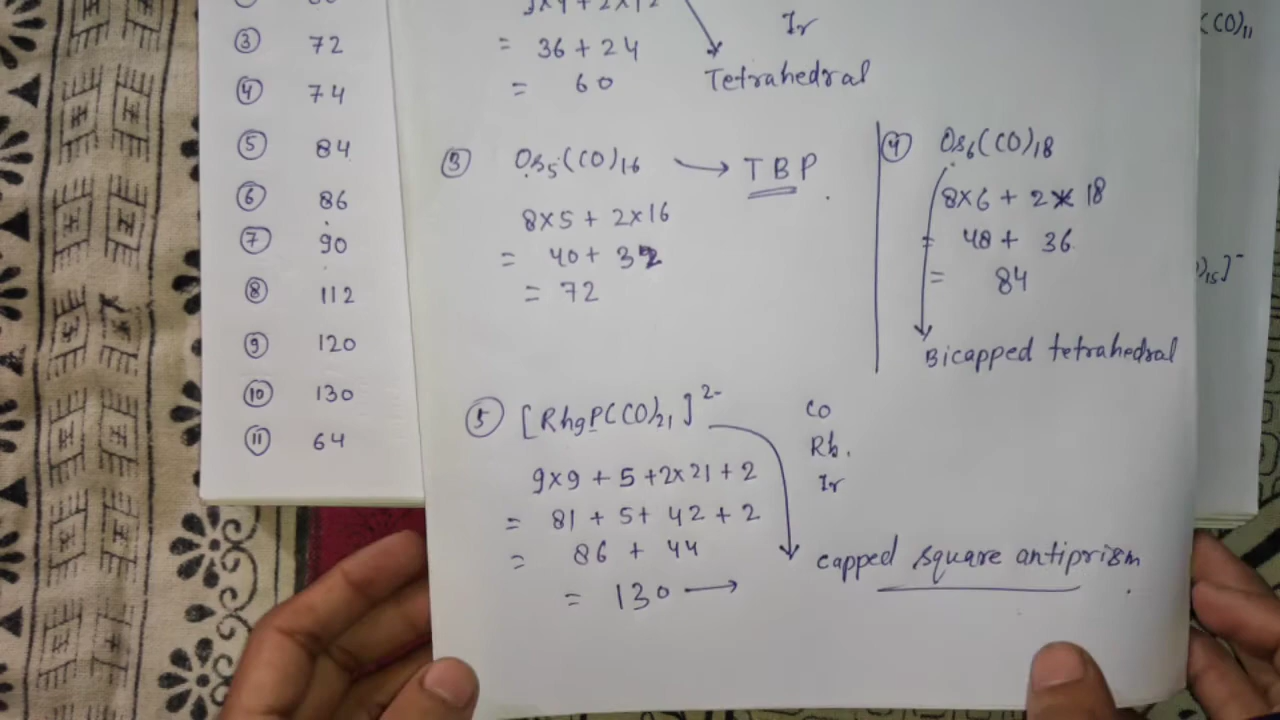 ③ 72
④ 74
⑤ 84
⑥ 86
⑦ 90
⑧ 112
⑨ 120
⑩ 130
⑪ 64
= 36 + 24
= 60
Ir
Tetrahedral
③ Os₅(CO)₁₆ → TBP
8×5 + 2×16
= 40 + 32
= 72
④ Os₆(CO)₁₈
8×6 + 2×18
= 48 + 36
= 84
Bicapped tetrahedral
⑤ [Rh₉P(CO)₂₁]²⁻
9×9 + 5 + 2×21 + 2
= 81 + 5 + 42 + 2
= 86 + 44
= 130 →
Co
Rh.
Ir
capped square antiprism.
(CO)₁₁
)₁₅]⁻